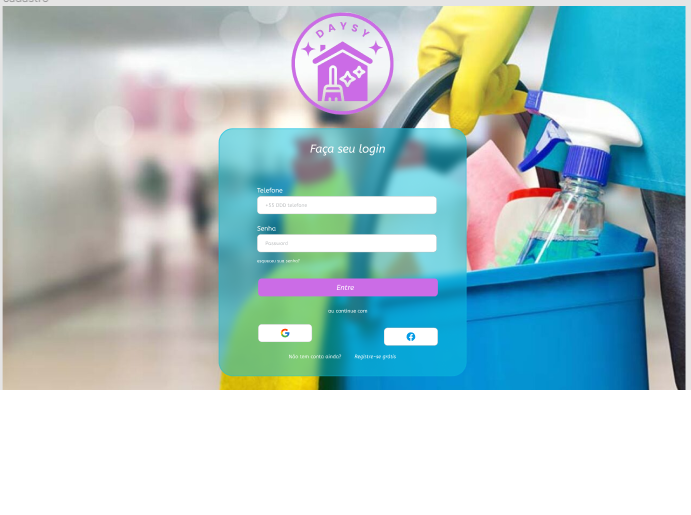 cadastro
DAYSY
Faça seu login
Telefone
+55 DDD telefone
Senha
Password
esqueceu sua senha?
Entre
ou continue com
Não tem conta ainda? Registre-se grátis